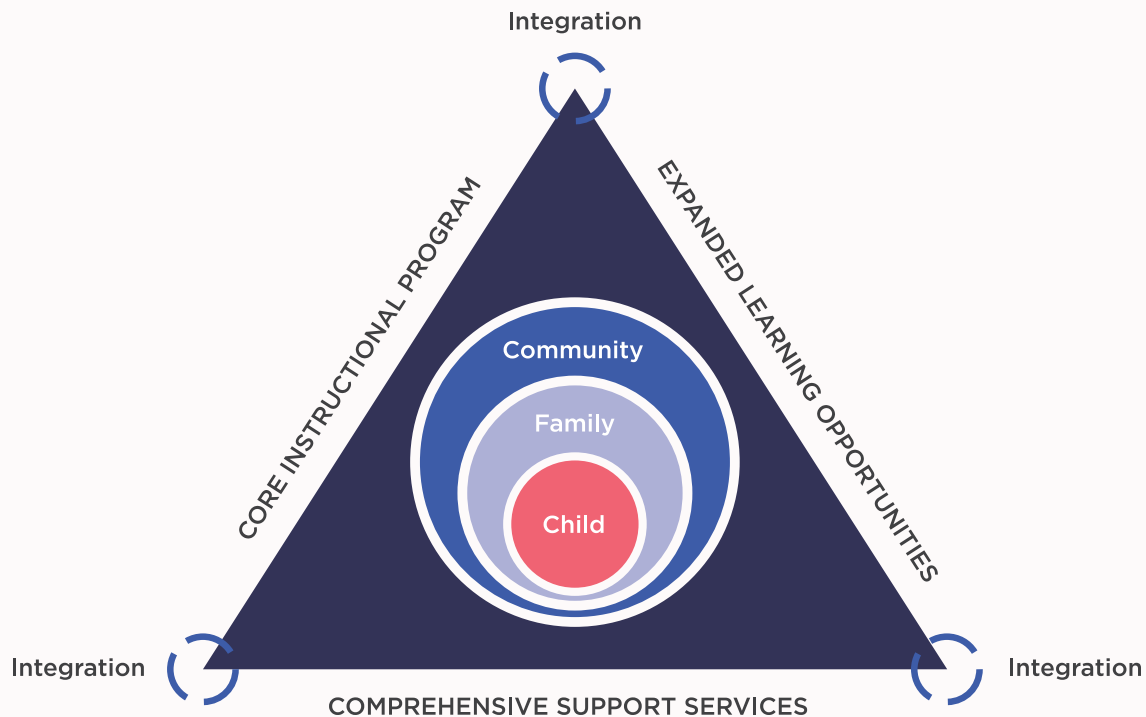 Integration
CORE INSTRUCTIONAL PROGRAM
EXPANDED LEARNING OPPORTUNITIES
Community
Family
Child
Integration
Integration
COMPREHENSIVE SUPPORT SERVICES